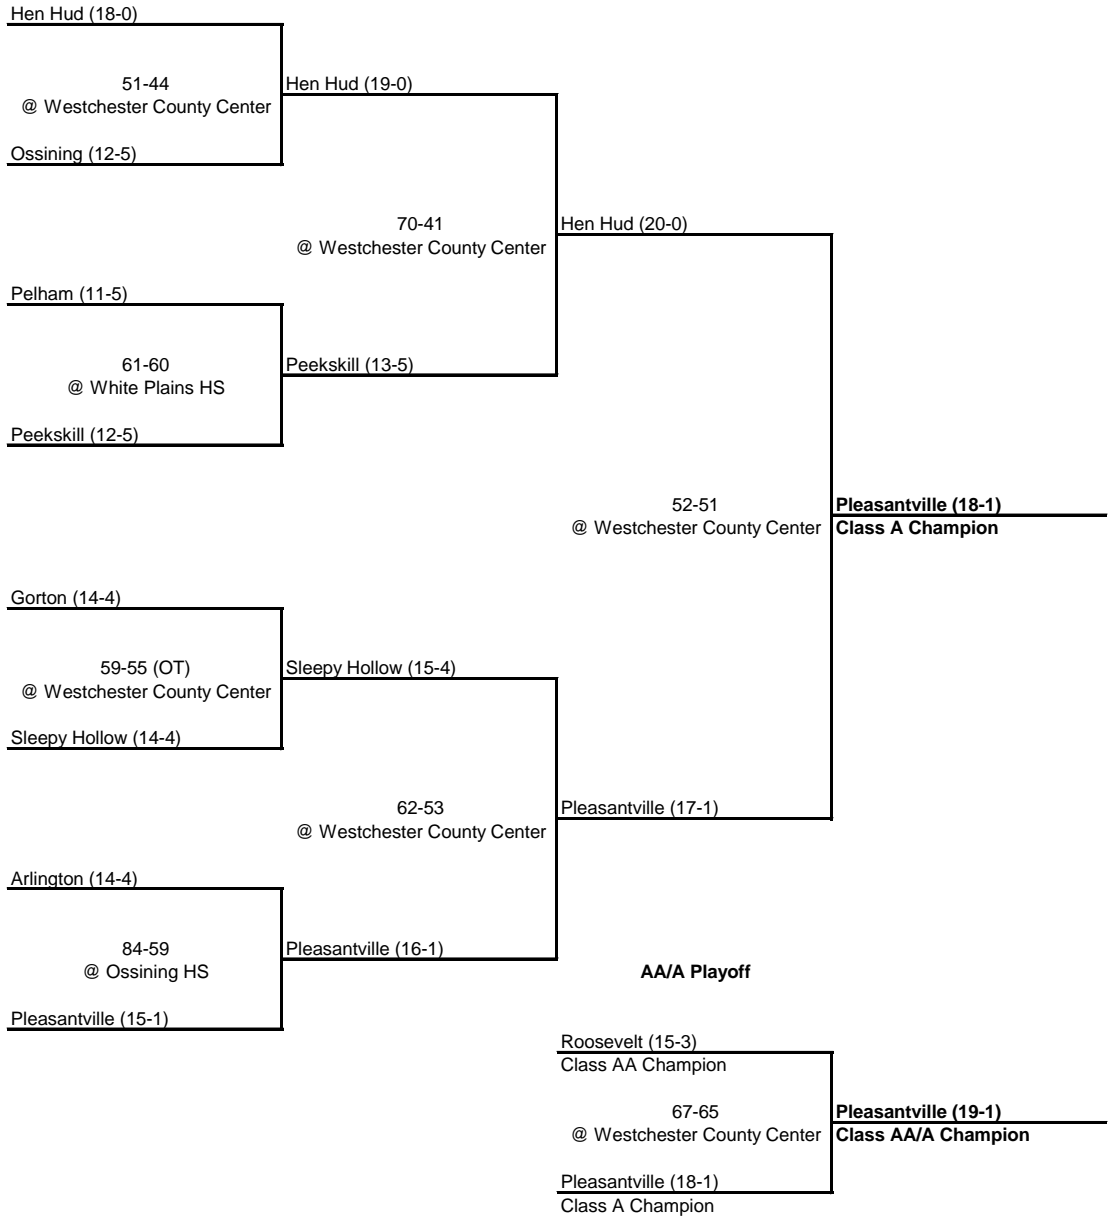 Hen Hud (18-0)
51-44
@ Westchester County Center
Hen Hud (19-0)
Ossining (12-5)
70-41
@ Westchester County Center
Hen Hud (20-0)
Pelham (11-5)
61-60
@ White Plains HS
Peekskill (13-5)
Peekskill (12-5)
52-51
@ Westchester County Center
Pleasantville (18-1)
Class A Champion
Gorton (14-4)
59-55 (OT)
@ Westchester County Center
Sleepy Hollow (15-4)
Sleepy Hollow (14-4)
62-53
@ Westchester County Center
Pleasantville (17-1)
Arlington (14-4)
84-59
@ Ossining HS
Pleasantville (16-1)
Pleasantville (15-1)
AA/A Playoff
Roosevelt (15-3)
Class AA Champion
67-65
@ Westchester County Center
Pleasantville (19-1)
Class AA/A Champion
Pleasantville (18-1)
Class A Champion